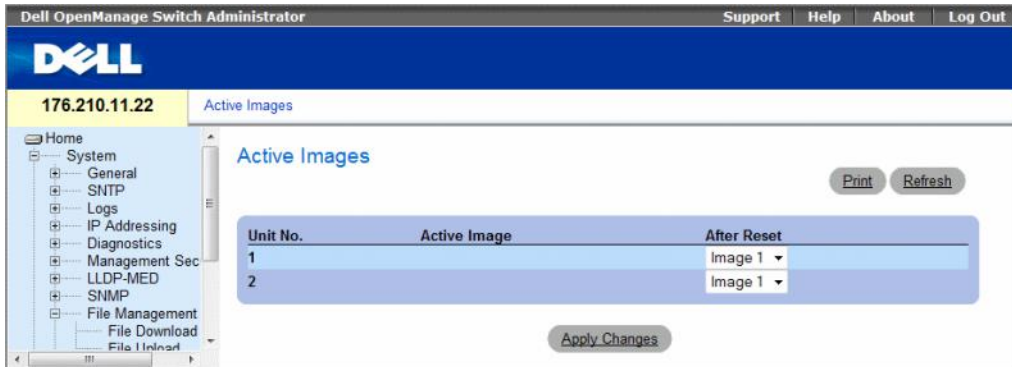 Dell OpenManage Switch Administrator Support Help About Log Out
DELL
176.210.11.22 Active Images
Home
System
General
SNTP
Logs
IP Addressing
Diagnostics
Management Sec
LLDP-MED
SNMP
File Management
File Download
File Upload
Active Images
Print Refresh
Unit No. Active Image After Reset
1 Image 1
2 Image 1
Apply Changes